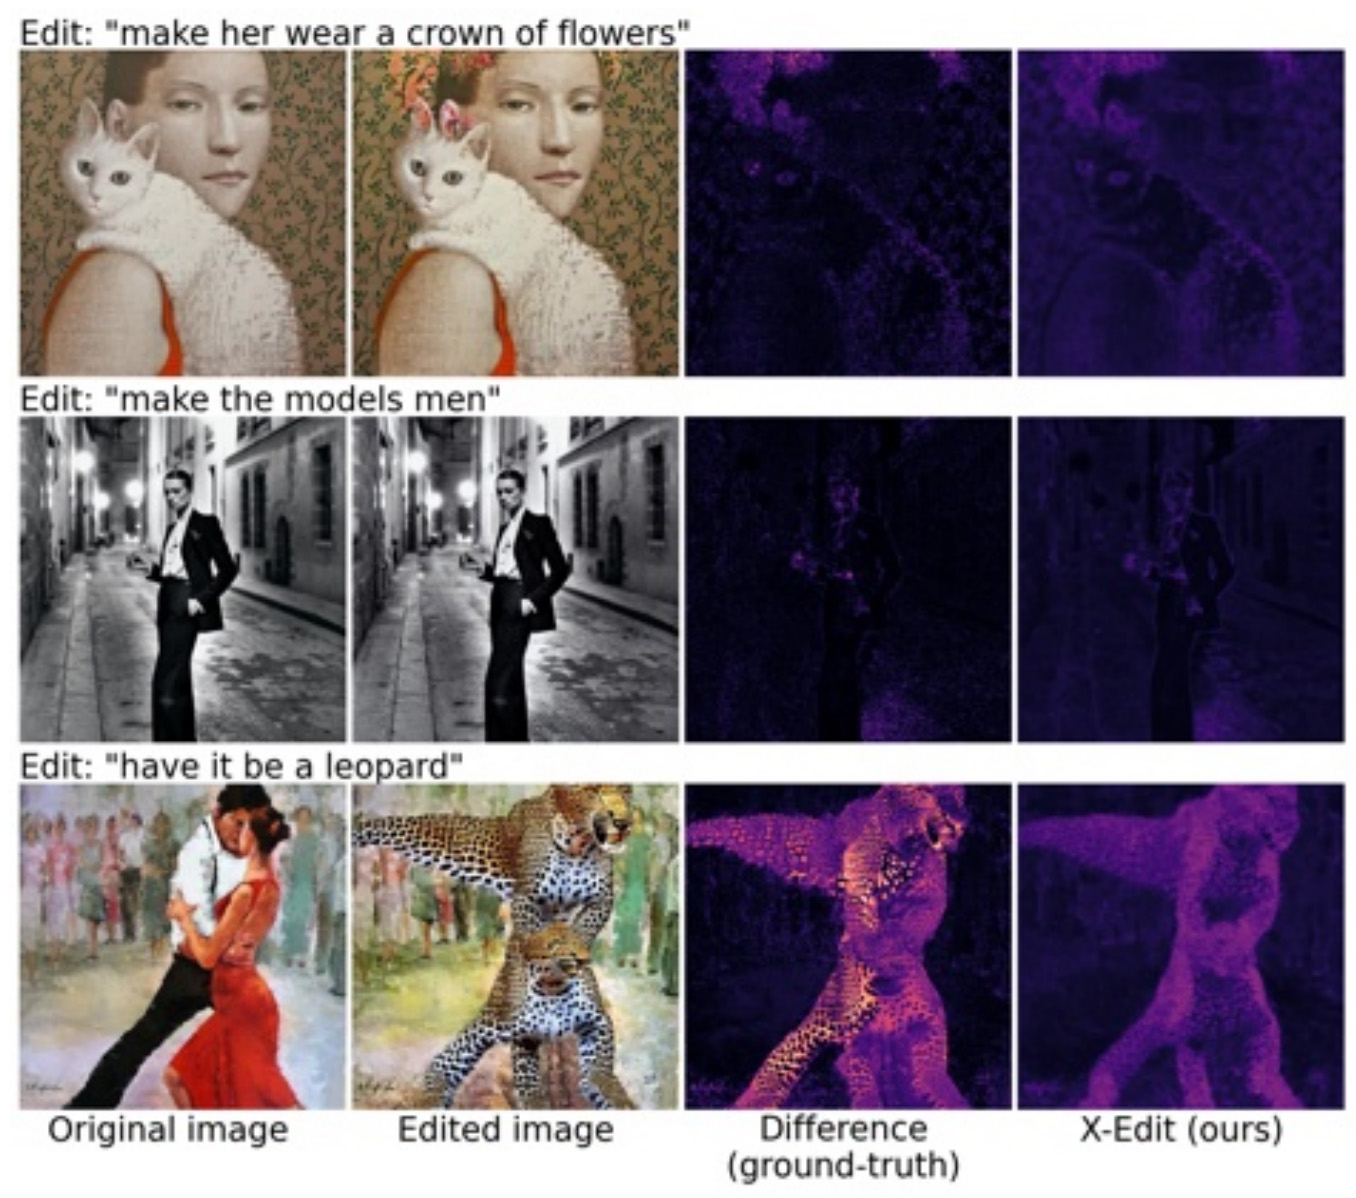 Edit: "make her wear a crown of flowers"
Edit: "make the models men"
Edit: "have it be a leopard"
Original image
Edited image
Difference
(ground-truth)
X-Edit (ours)